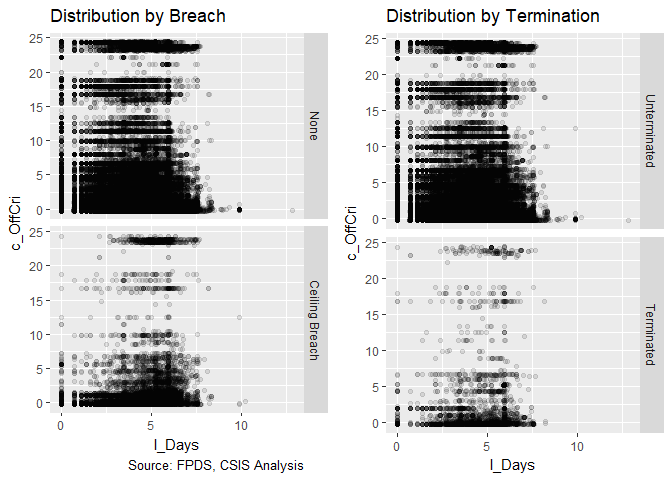 Distribution by Breach
c_OffCri
25
20
15
10
5
0
None
25
20
15
10
5
0
Ceiling Breach
0
5
10
l_Days
Source: FPDS, CSIS Analysis
Distribution by Termination
c_OffCri
25
20
15
10
5
0
Unterminated
25
20
15
10
5
0
Terminated
0
5
10
l_Days